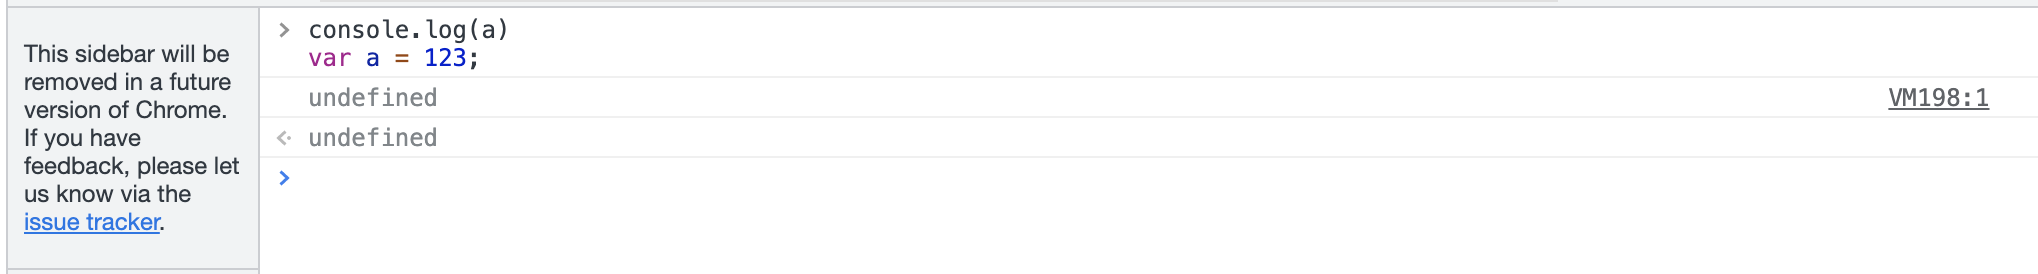 This sidebar will be
removed in a future
version of Chrome.
If you have
feedback, please let
us know via the
issue tracker.
> console.log(a)
var a = 123;
undefined VM198:1
undefined
>